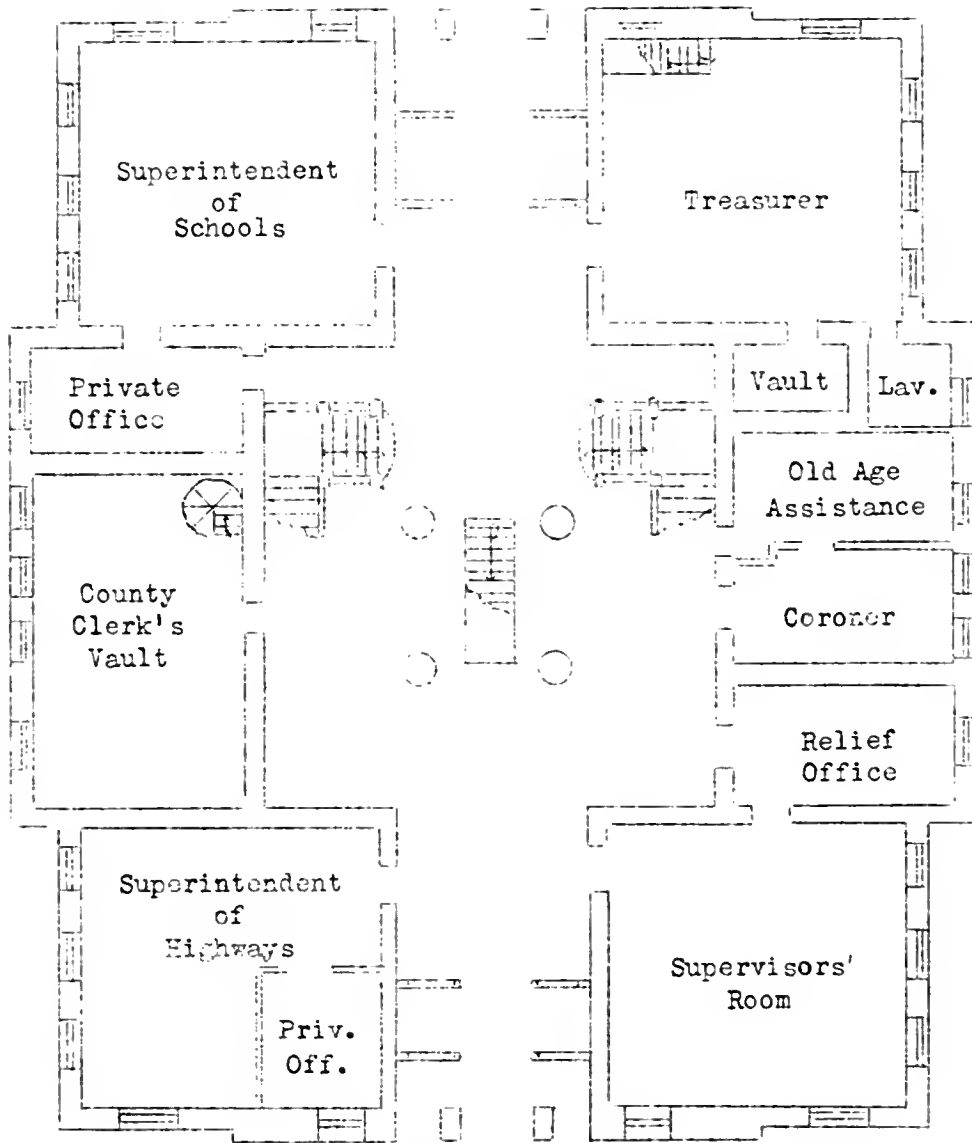 Superintendent
of
Schools
Treasurer
Private
Office
Vault
Lav.
Old Age
Assistance
County
Clerk's
Vault
Coroner
Relief
Office
Superintendent
of
Highways
Priv.
Off.
Supervisors'
Room